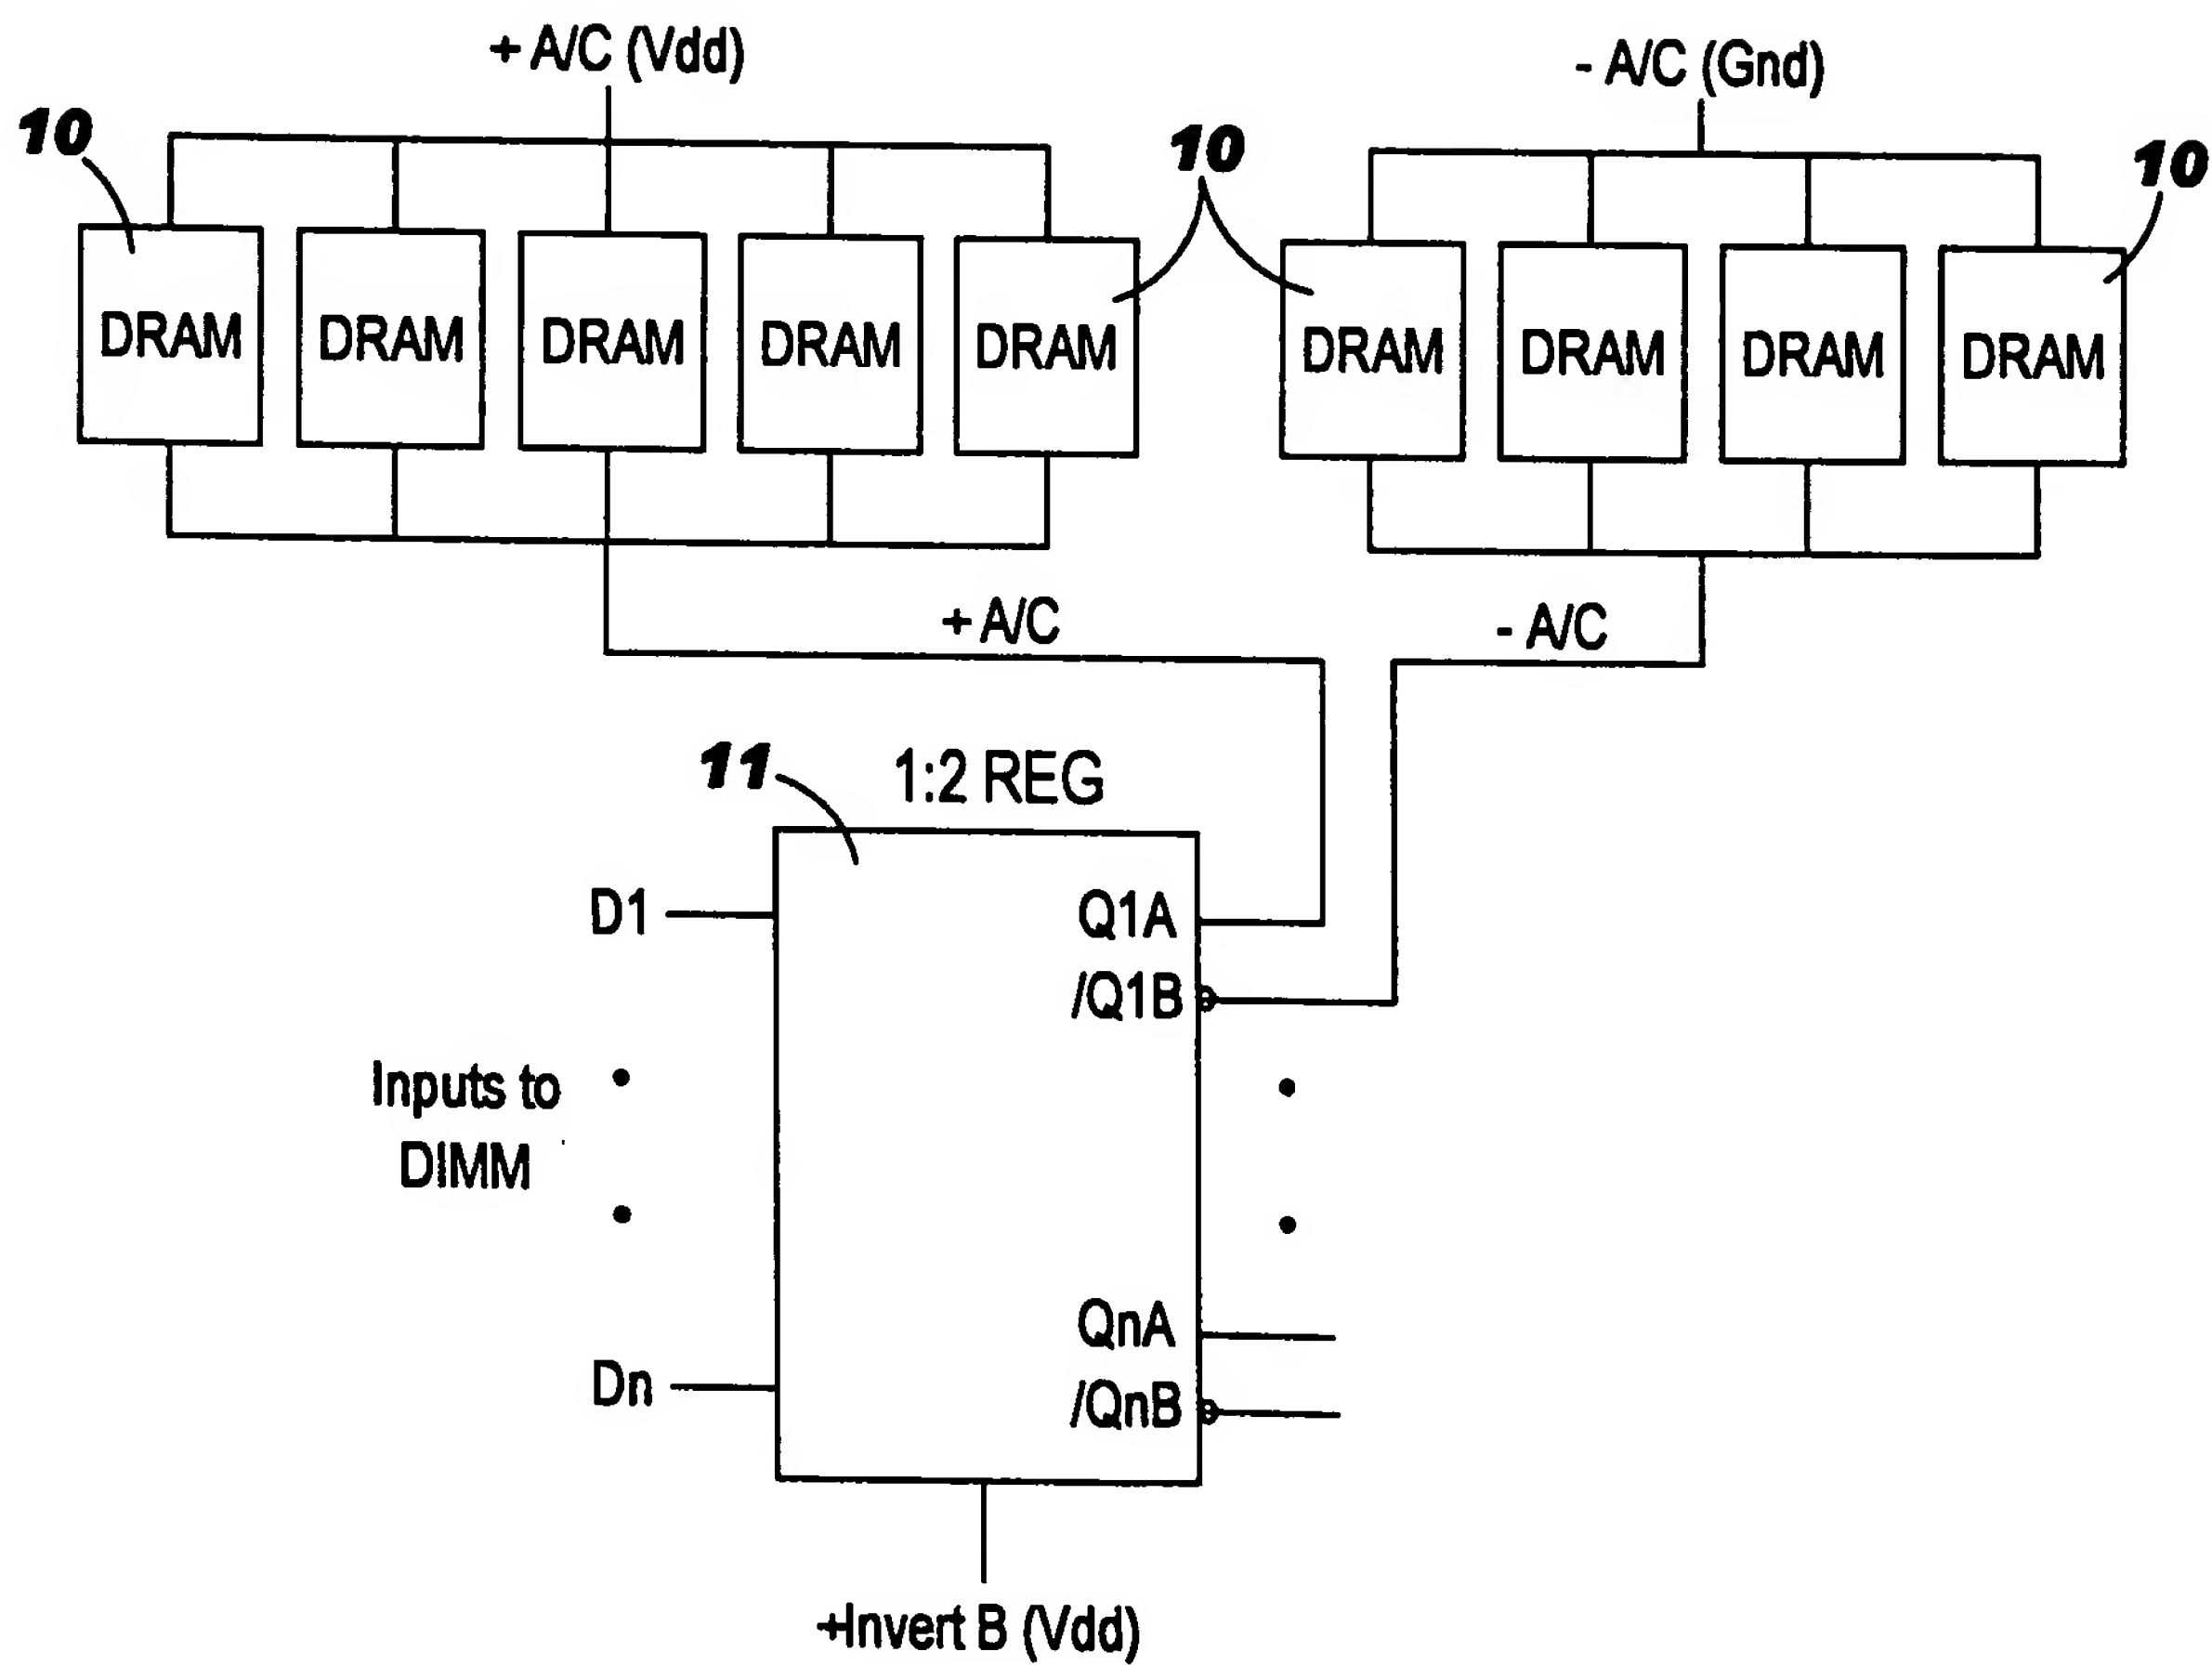 + A/C (Vdd)
- A/C (Gnd)
10
10
10
DRAM
DRAM
DRAM
DRAM
DRAM
DRAM
DRAM
DRAM
DRAM
+ A/C
- A/C
11
1:2 REG
D1
Q1A
/Q1B
Inputs to
DIMM
QnA
Dn
/QnB
+Invert B (Vdd)